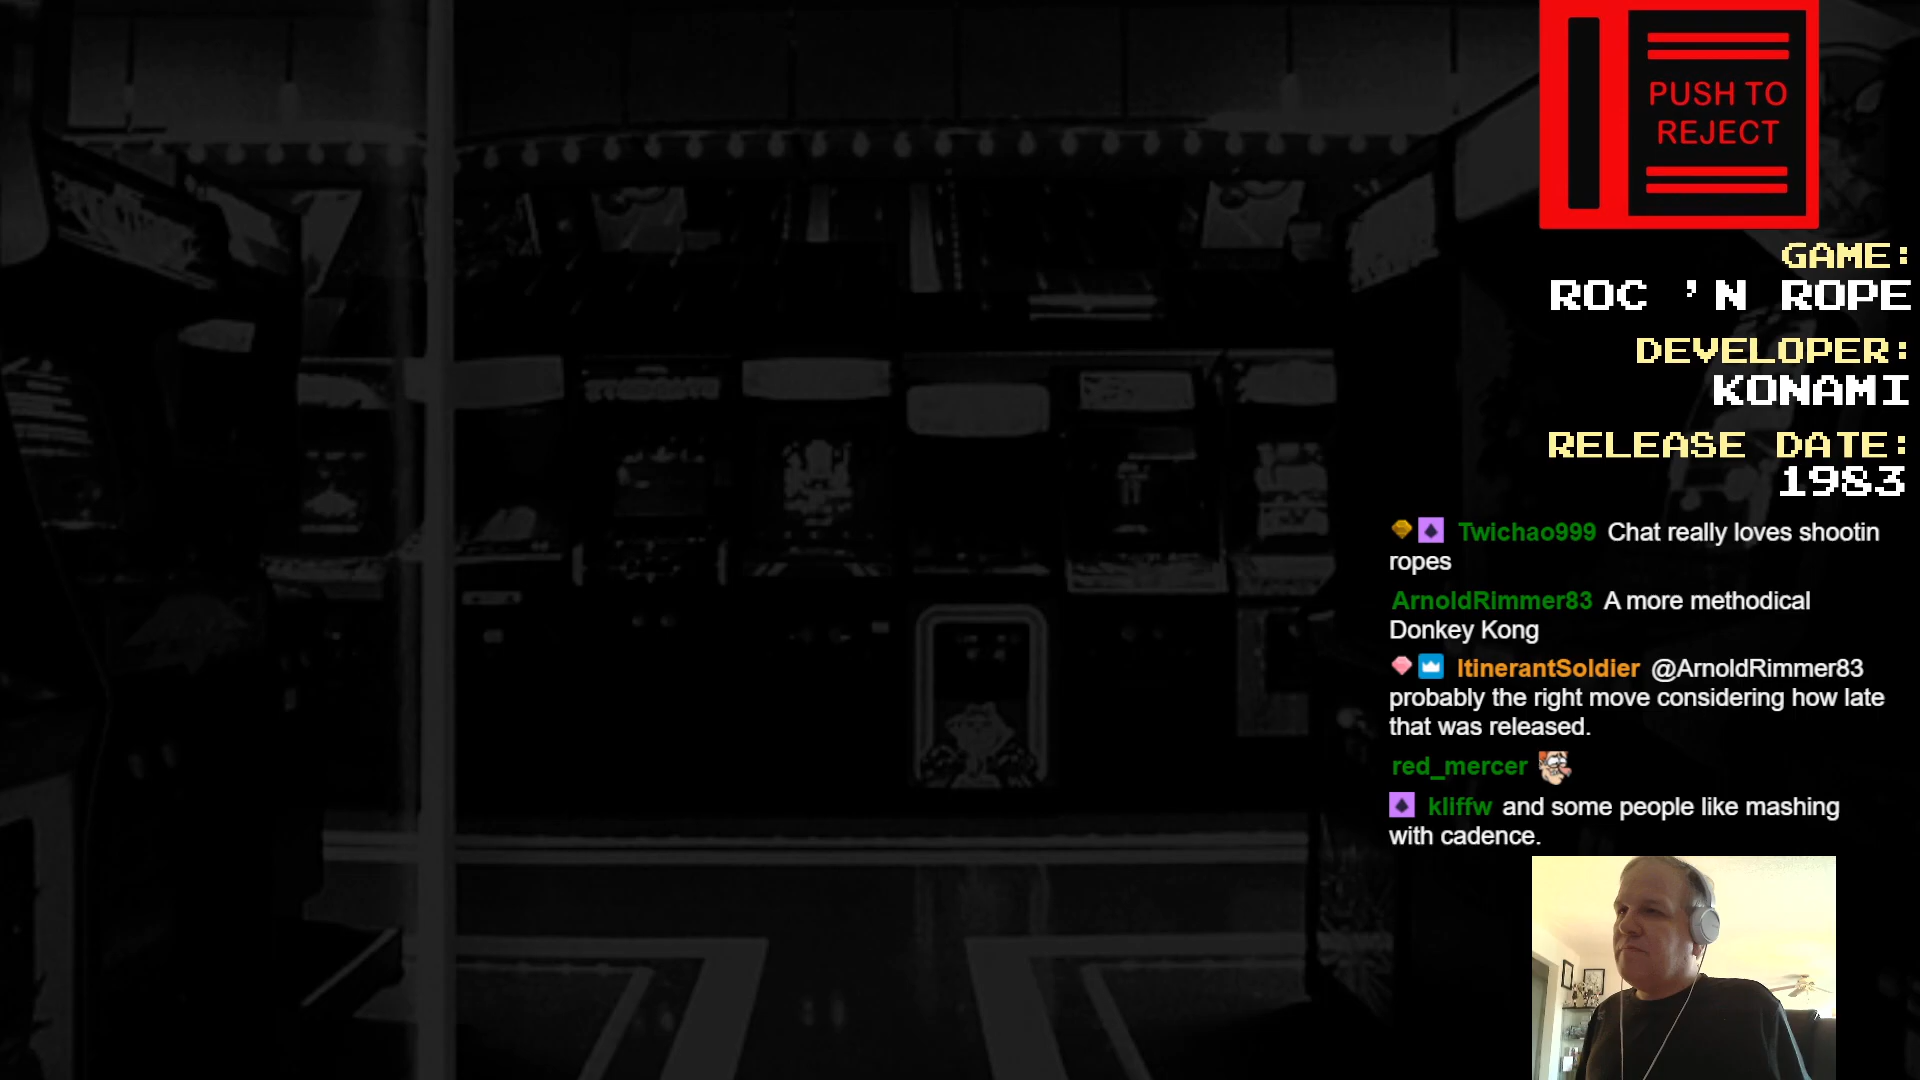 PUSH TO
REJECT
GAME:
ROC 'N ROPE
DEVELOPER:
KONAMI
RELEASE DATE:
1983
Twichao999 Chat really loves shootin
ropes
ArnoldRimmer83 A more methodical
Donkey Kong
ItinerantSoldier @ArnoldRimmer83
probably the right move considering how late
that was released.
red_mercer
kliffw and some people like mashing
with cadence.